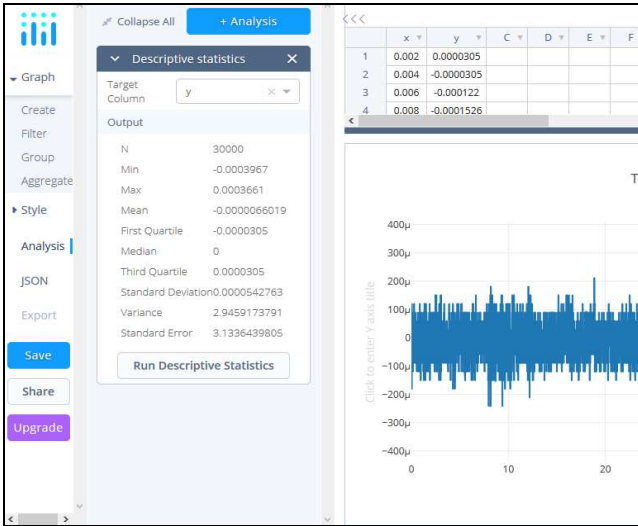 Collapse All
+ Analysis
Graph
Create
Filter
Group
Aggregate
Style
Analysis
JSON
Export
Save
Share
Upgrade
Descriptive statistics
Target
Column
y
Output
N 30000
Min -0.0003967
Max 0.0003661
Mean -0.0000066019
First Quartile -0.0000305
Median 0
Third Quartile 0.0000305
Standard Deviation 0.0000542763
Variance 2.9459173791
Standard Error 3.1336439805
Run Descriptive Statistics
x y C D E F
1 0.002 0.0000305
2 0.004 -0.0000305
3 0.006 -0.000122
4 0.008 -0.0001526
T
400μ
300μ
200μ
100μ
0
−100μ
−200μ
−300μ
−400μ
Click to enter Y axis title
0 10 20